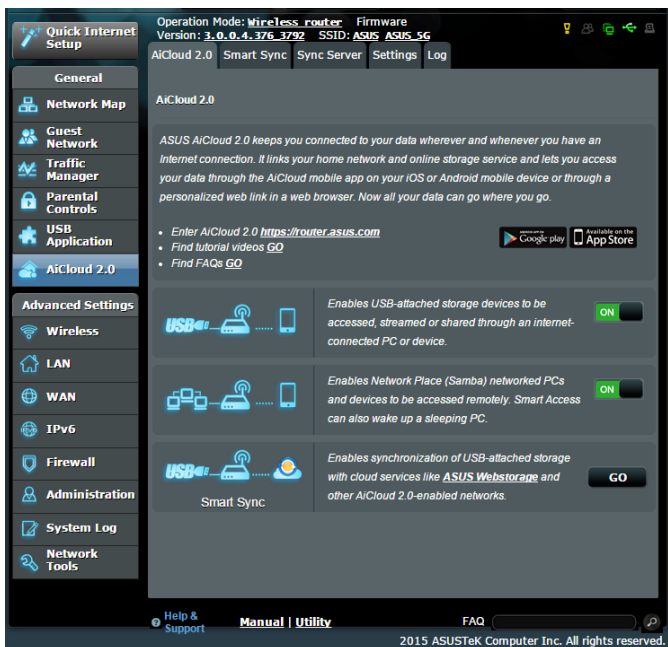 Quick Internet
Setup
Operation Mode: Wireless router Firmware
Version: 3.0.0.4.376_3792 SSID: ASUS ASUS_5G
AiCloud 2.0 Smart Sync Sync Server Settings Log
General
Network Map
Guest
Network
Traffic
Manager
Parental
Controls
USB
Application
AiCloud 2.0
Advanced Settings
Wireless
LAN
WAN
IPv6
Firewall
Administration
System Log
Network
Tools
AiCloud 2.0
ASUS AiCloud 2.0 keeps you connected to your data wherever and whenever you have an
Internet connection. It links your home network and online storage service and lets you access
your data through the AiCloud mobile app on your iOS or Android mobile device or through a
personalized web link in a web browser. Now all your data can go where you go.
• Enter AiCloud 2.0 https://router.asus.com
• Find tutorial videos GO
• Find FAQs GO
Google play
Available on the
App Store
USB
Enables USB-attached storage devices to be
accessed, streamed or shared through an internet-
connected PC or device.
ON
Enables Network Place (Samba) networked PCs
and devices to be accessed remotely. Smart Access
can also wake up a sleeping PC.
ON
USB
Smart Sync
Enables synchronization of USB-attached storage
with cloud services like ASUS Webstorage and
other AiCloud 2.0-enabled networks.
GO
Help &
Support
Manual | Utility
FAQ
2015 ASUSTeK Computer Inc. All rights reserved.